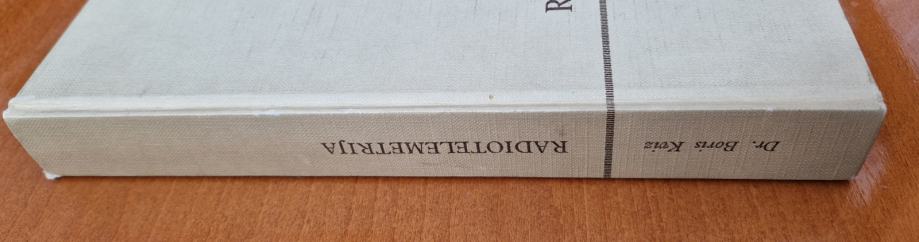 R
Dr. Boris Kviz
RADIOTELEMETRIJA